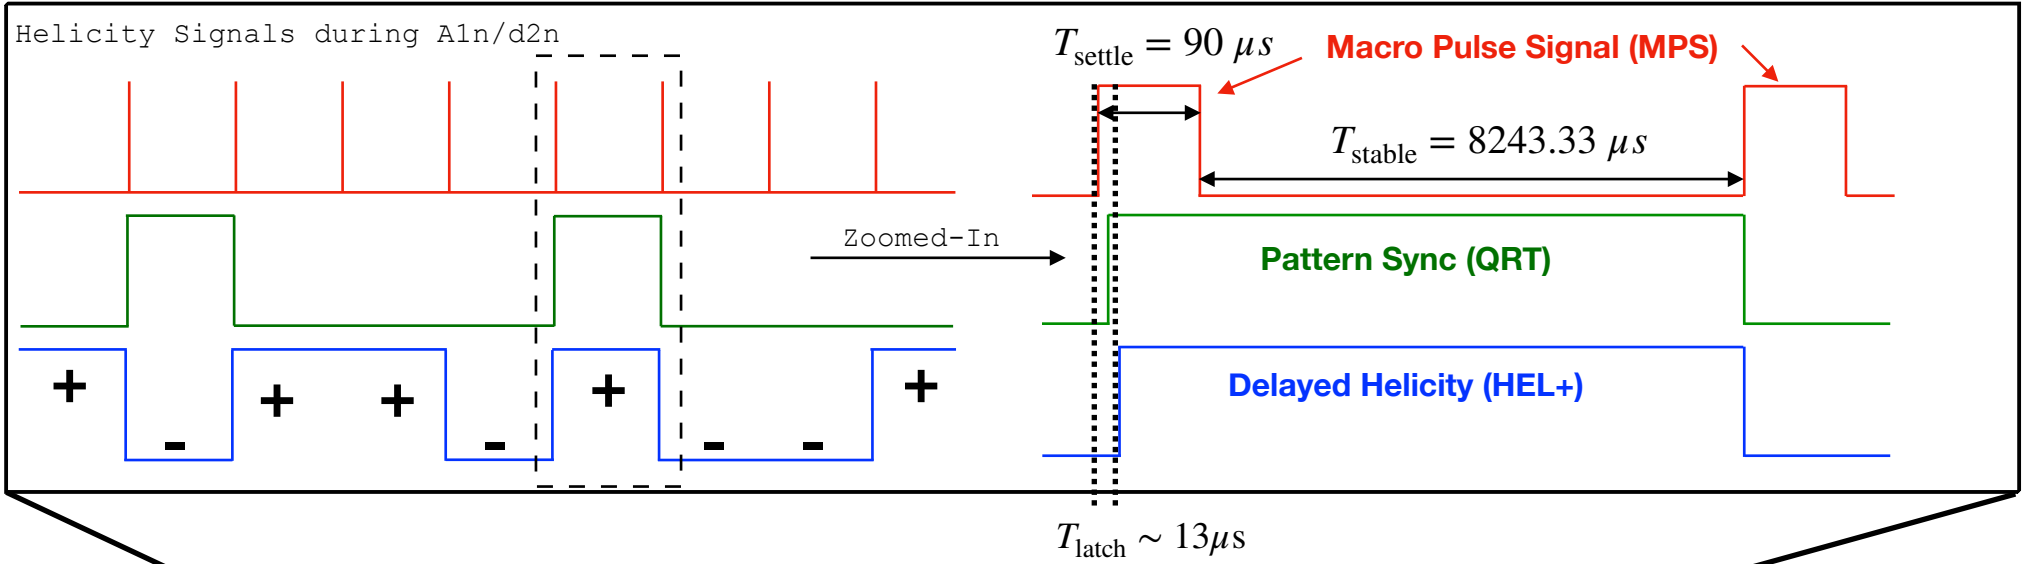 Helicity Signals during A1n/d2n
T_settle = 90 μs
Macro Pulse Signal (MPS)
T_stable = 8243.33 μs
Zoomed-In
Pattern Sync (QRT)
Delayed Helicity (HEL+)
+ - + + - + - - +
T_latch ~ 13μs